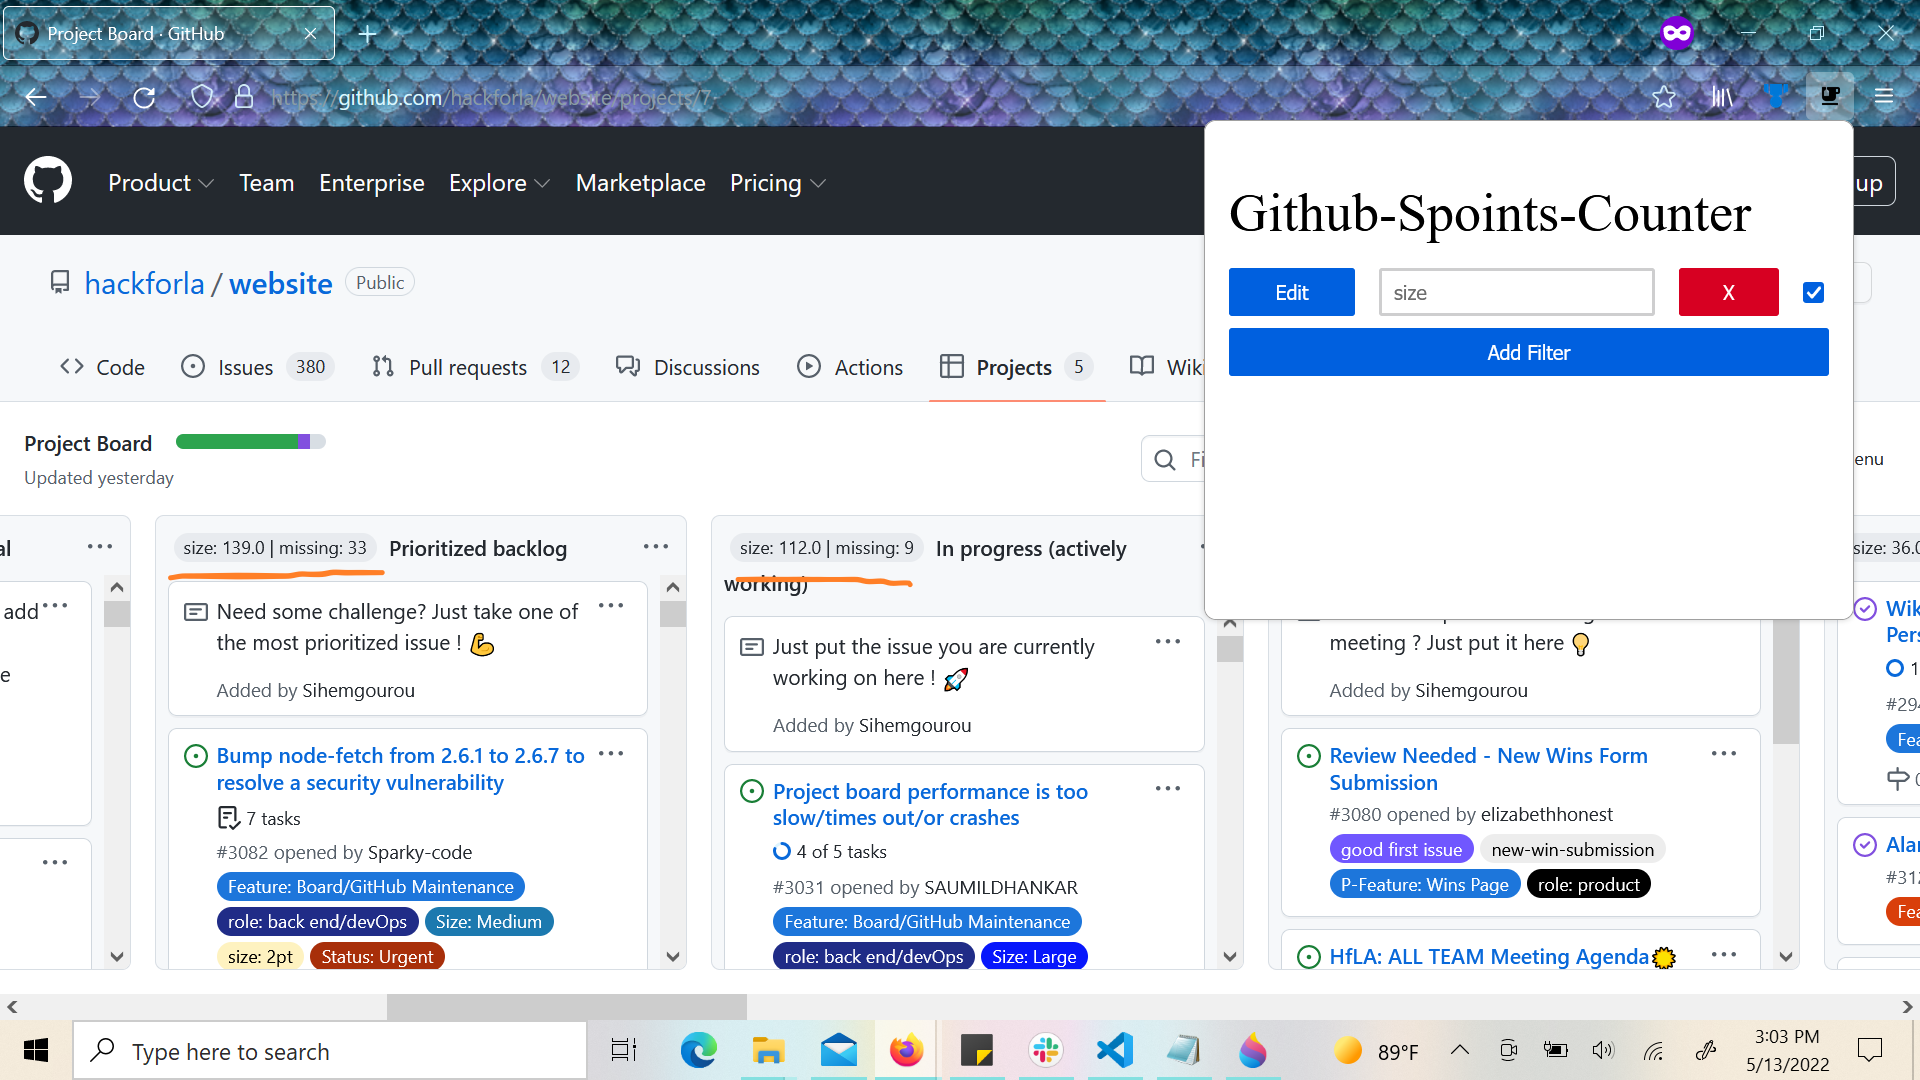 Project Board · GitHub
https://github.com/hackforla/website/projects/7
Product Team Enterprise Explore Marketplace Pricing
up
Github-Spoints-Counter
Edit size X
Add Filter
hackforla / website Public
Code Issues 380 Pull requests 12 Discussions Actions Projects 5 Wiki
Project Board
Updated yesterday
Fi
enu
al
add
e
size: 139.0 | missing: 33 Prioritized backlog
Need some challenge? Just take one of
the most prioritized issue ! 💪
Added by Sihemgourou
Bump node-fetch from 2.6.1 to 2.6.7 to
resolve a security vulnerability
7 tasks
#3082 opened by Sparky-code
Feature: Board/GitHub Maintenance
role: back end/devOps Size: Medium
size: 2pt Status: Urgent
size: 112.0 | missing: 9 In progress (actively
working)
Just put the issue you are currently
working on here ! 🚀
Added by Sihemgourou
Project board performance is too
slow/times out/or crashes
4 of 5 tasks
#3031 opened by SAUMILDHANKAR
Feature: Board/GitHub Maintenance
role: back end/devOps Size: Large
meeting ? Just put it here 💡
Added by Sihemgourou
Review Needed - New Wins Form
Submission
#3080 opened by elizabethhonest
good first issue new-win-submission
P-Feature: Wins Page role: product
HfLA: ALL TEAM Meeting Agenda
size: 36.0
Wik
Pers
1
#294
Fea
Alan
#312
Fea
Type here to search
89°F
3:03 PM
5/13/2022